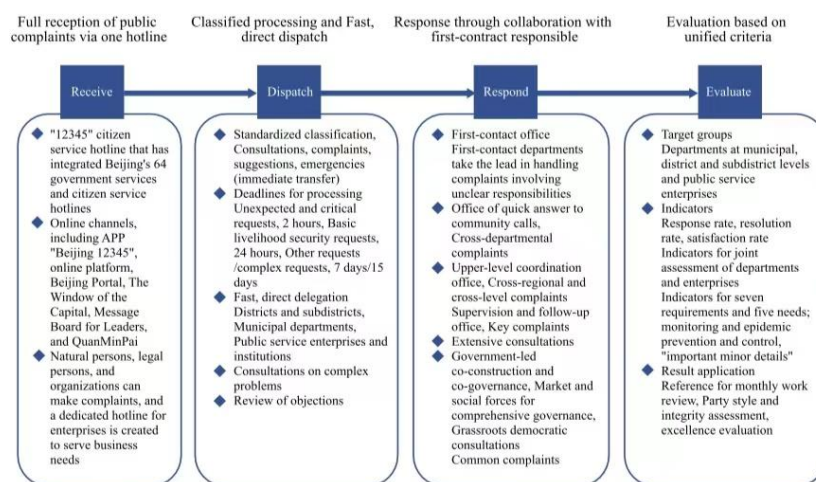 Full reception of public
complaints via one hotline
Classified processing and Fast,
direct dispatch
Response through collaboration with
first-contract responsible
Evaluation based on
unified criteria
Receive
Dispatch
Respond
Evaluate
"12345" citizen
service hotline that has
integrated Beijing's 64
government services
and citizen service
hotlines
Online channels,
including APP
"Beijing 12345",
online platform,
Beijing Portal, The
Window of the
Capital, Message
Board for Leaders,
and QuanMinPai
Natural persons, legal
persons, and
organizations can
make complaints, and
a dedicated hotline for
enterprises is created
to serve business
needs
Standardized classification,
Consultations, complaints,
suggestions, emergencies
(immediate transfer)
Deadlines for processing
Unexpected and critical
requests, 2 hours, Basic
livelihood security requests,
24 hours, Other requests
/complex requests, 7 days/15
days
Fast, direct delegation
Districts and subdistricts,
Municipal departments,
Public service enterprises and
institutions
Consultations on complex
problems
Review of objections
First-contact office
First-contact departments
take the lead in handling
complaints involving
unclear responsibilities
Office of quick answer to
community calls,
Cross-departmental
complaints
Upper-level coordination
office, Cross-regional and
cross-level complaints
Supervision and follow-up
office, Key complaints
Extensive consultations
Government-led
co-construction and
co-governance, Market and
social forces for
comprehensive governance,
Grassroots democratic
consultations
Common complaints
Target groups
Departments at municipal,
district and subdistrict levels
and public service
enterprises
Indicators
Response rate, resolution
rate, satisfaction rate
Indicators for joint
assessment of departments
and enterprises
Indicators for seven
requirements and five needs;
monitoring and epidemic
prevention and control,
"important minor details"
Result application
Reference for monthly work
review, Party style and
integrity assessment,
excellence evaluation